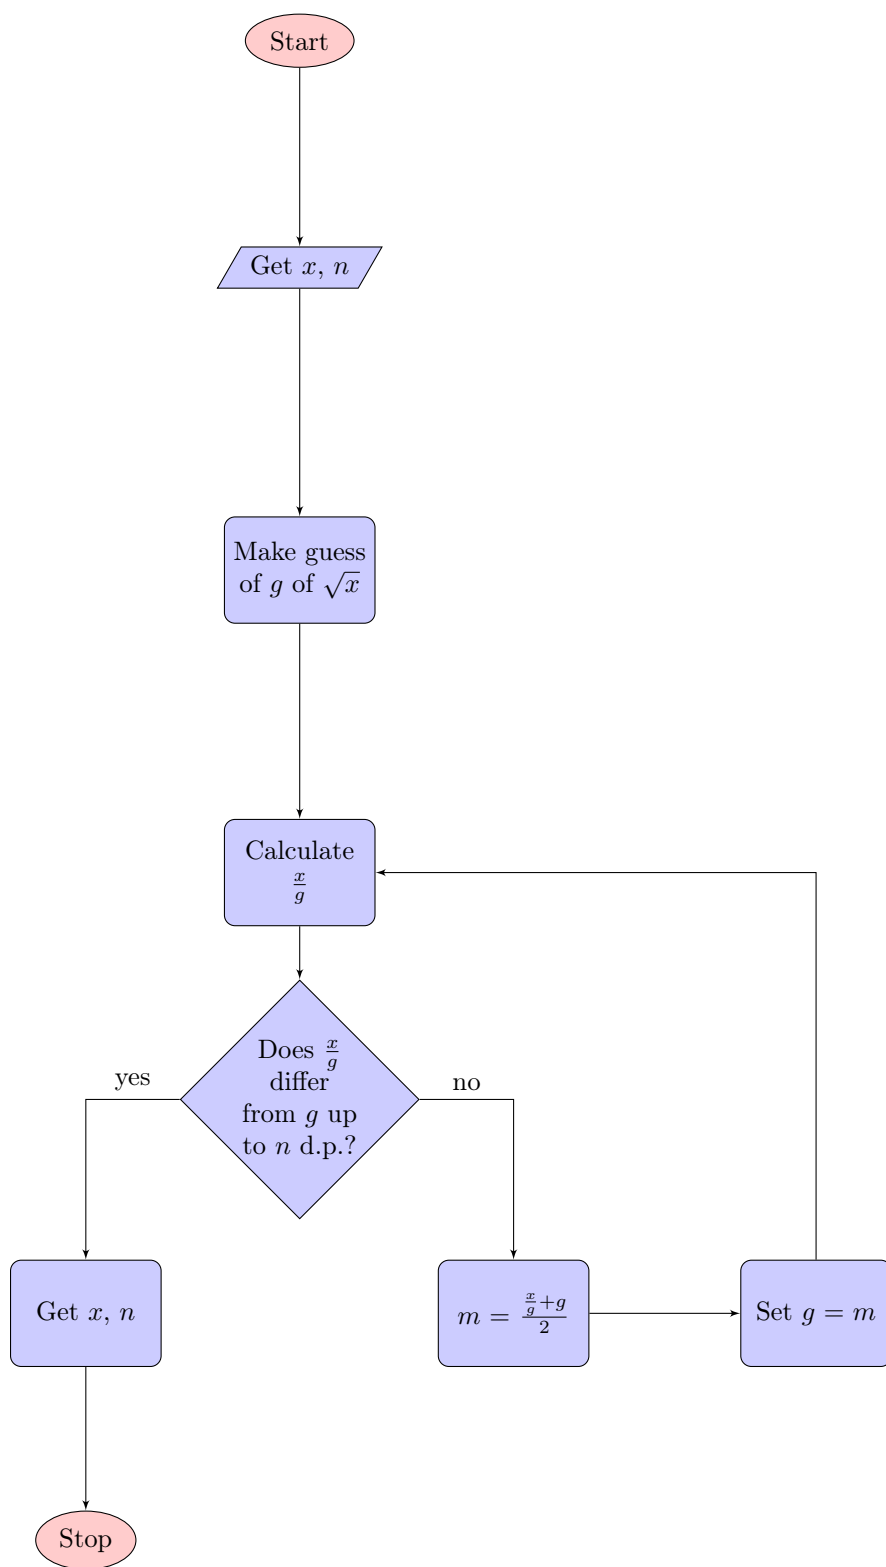 Start
Get x, n
Make guess
of g of √x
Calculate
x/g
Does x/g
differ
from g up
to n d.p.?
yes
no
Get x, n
m = (x/g + g)/2
Set g = m
Stop